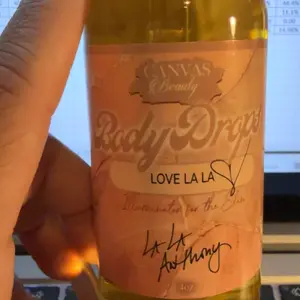 CANVAS
Beauty
Body Drops
LOVE LA LA
Illuminator for the Skin
LA LA
Anthony